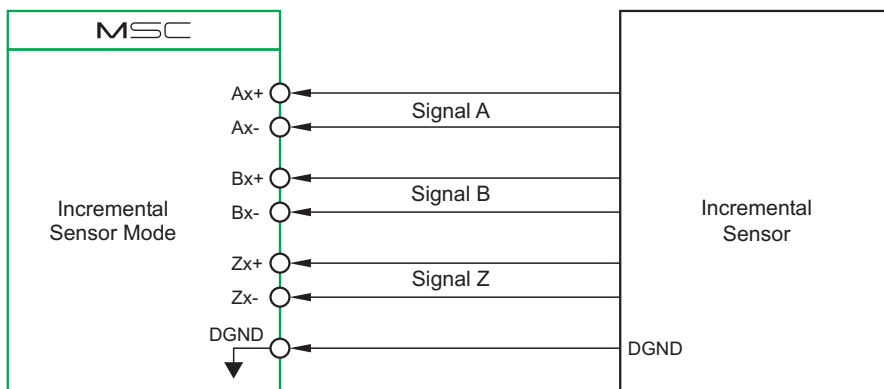 MSC
Ax+
Signal A
Ax-
Bx+
Signal B
Bx-
Incremental
Sensor Mode
Incremental
Sensor
Zx+
Signal Z
Zx-
DGND
DGND